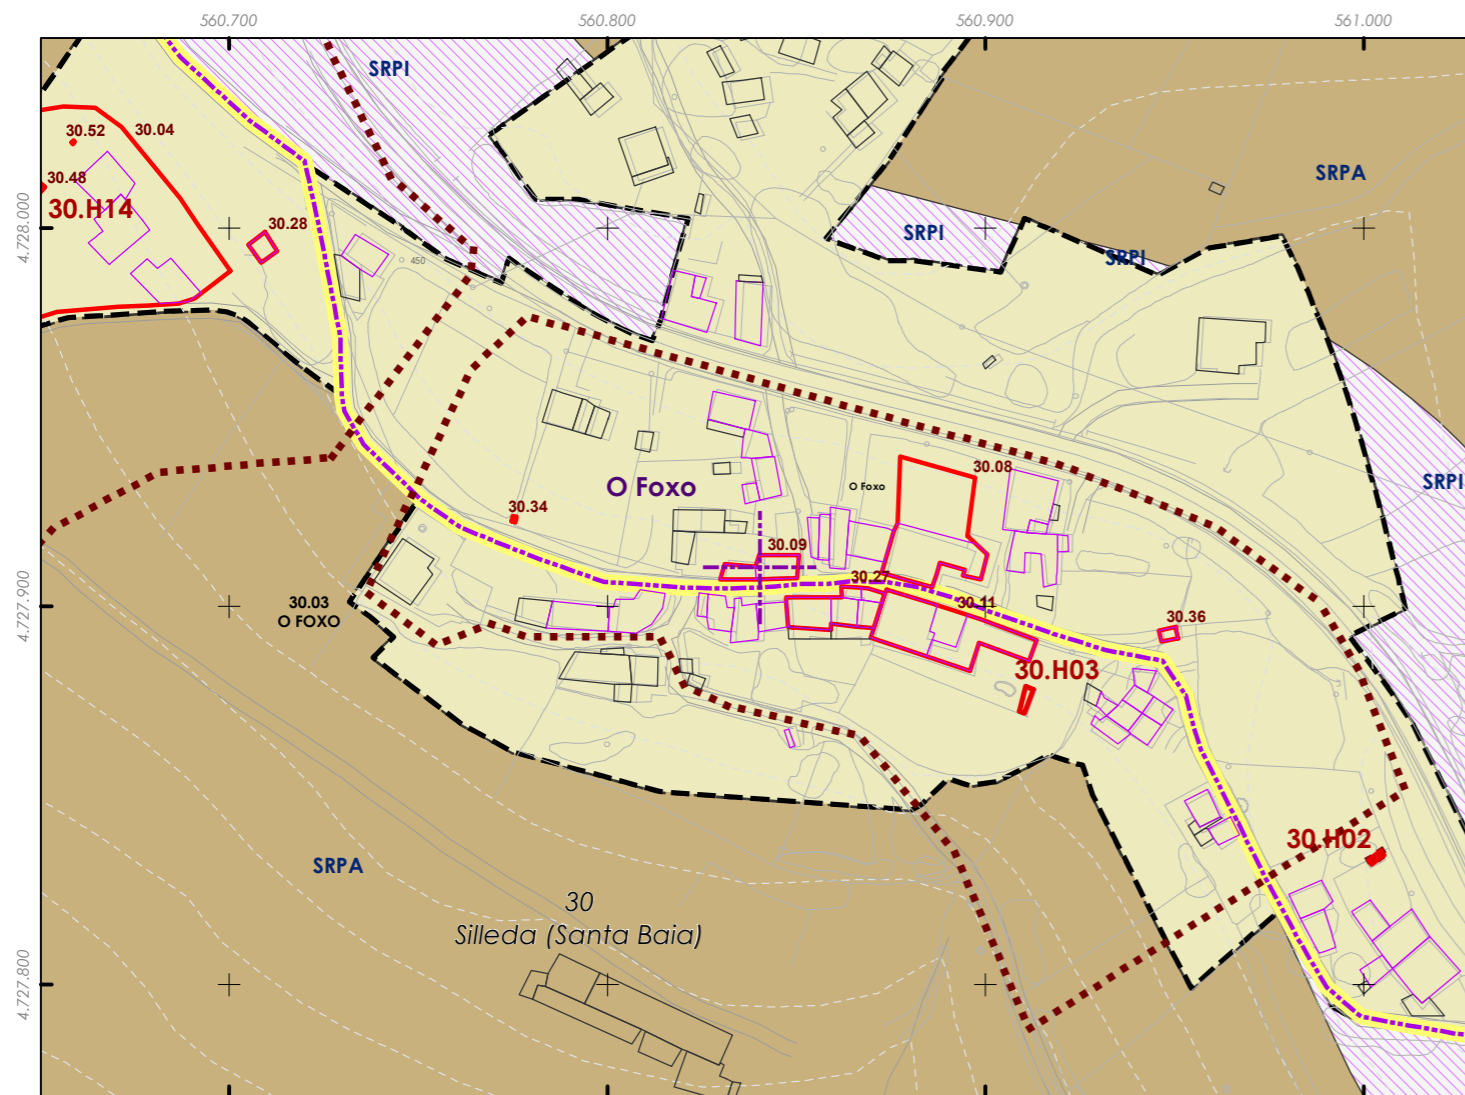 560.700
560.800
560.900
561.000
SRPI
30.52
30.04
30.48
30.H14
30.28
4.728.000
450
SRPI
SRPI
SRPA
SRPI
O Foxo
O Foxo
30.08
30.34
30.09
30.27
30.11
30.36
30.03
O FOXO
4.727.900
30.H03
30.H02
SRPA
30
Silleda (Santa Baia)
4.727.800